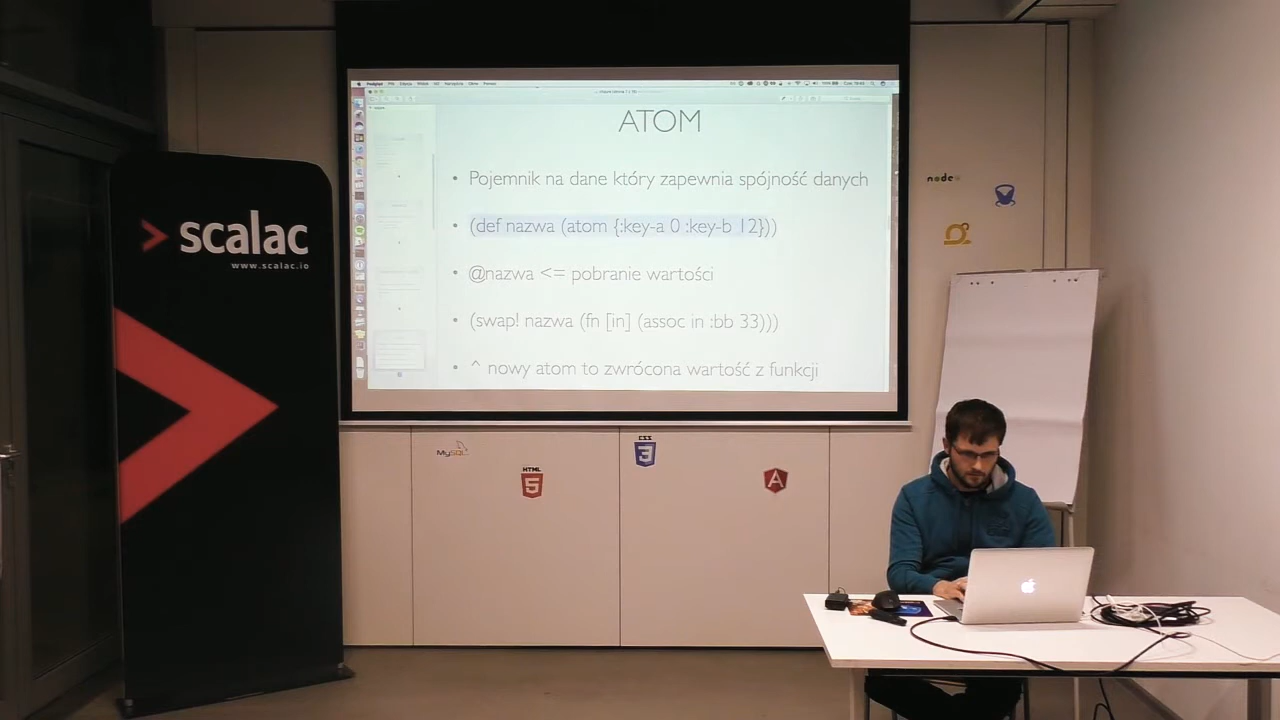 ATOM
• Pojemnik na dane który zapewnia spójność danych
• (def nazwa (atom {:key-a 0 :key-b 12}))
• @nazwa <= pobranie wartości
• (swap! nazwa (fn [in] (assoc in :bb 33)))
• ^ nowy atom to zwrócona wartość z funkcji
scalac
www.scalac.io
node
MySQL
HTML
5
CSS
3
A